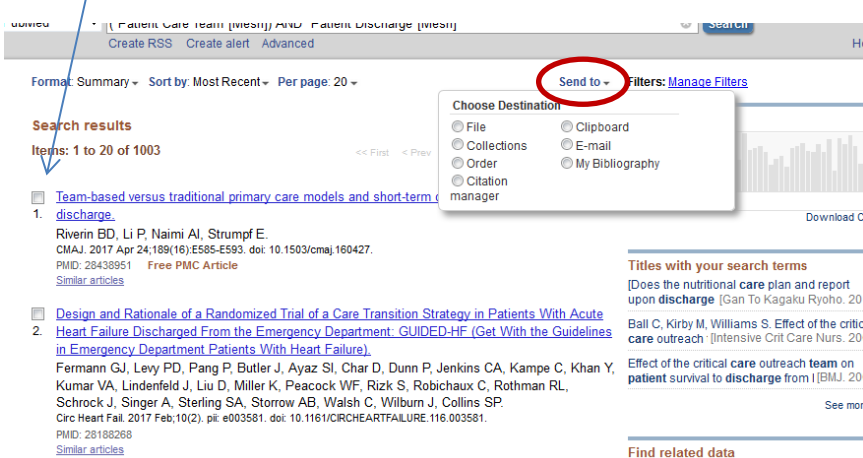 ("Patient Care Team"[Mesh]) AND "Patient Discharge"[Mesh] Search
Create RSS Create alert Advanced
Format: Summary Sort by: Most Recent Per page: 20 Send to Filters: Manage Filters
Choose Destination
File Clipboard
Collections E-mail
Order My Bibliography
Citation manager
Search results
Items: 1 to 20 of 1003
<< First < Prev
1. Team-based versus traditional primary care models and short-term
discharge.
Riverin BD, Li P, Naimi AI, Strumpf E.
CMAJ. 2017 Apr 24;189(16):E585-E593. doi: 10.1503/cmaj.160427.
PMID: 28438951 Free PMC Article
Similar articles
2. Design and Rationale of a Randomized Trial of a Care Transition Strategy in Patients With Acute
Heart Failure Discharged From the Emergency Department: GUIDED-HF (Get With the Guidelines
in Emergency Department Patients With Heart Failure).
Fermann GJ, Levy PD, Pang P, Butler J, Ayaz SI, Char D, Dunn P, Jenkins CA, Kampe C, Khan Y,
Kumar VA, Lindenfeld J, Liu D, Miller K, Peacock WF, Rizk S, Robichaux C, Rothman RL,
Schrock J, Singer A, Sterling SA, Storrow AB, Walsh C, Wilburn J, Collins SP.
Circ Heart Fail. 2017 Feb;10(2). pii: e003581. doi: 10.1161/CIRCHEARTFAILURE.116.003581.
PMID: 28188268
Similar articles
Download
Titles with your search terms
[Does the nutritional care plan and report
upon discharge [Gan To Kagaku Ryoho. 20
Ball C, Kirby M, Williams S. Effect of the critic
care outreach [Intensive Crit Care Nurs. 20
Effect of the critical care outreach team on
patient survival to discharge from I [BMJ. 20
See mor
Find related data